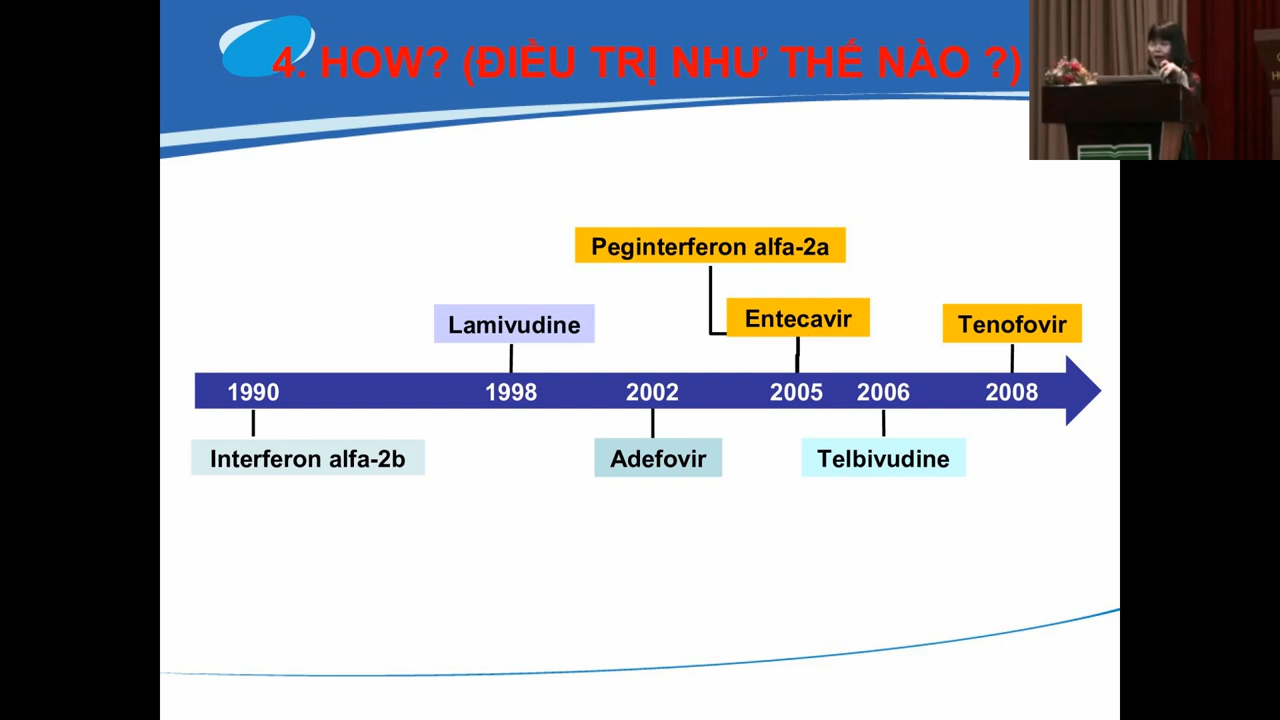 4. HOW? (ĐIỀU TRỊ NHƯ THẾ NÀO ?)
Peginterferon alfa-2a
Lamivudine
Entecavir
Tenofovir
1990
1998
2002
2005
2006
2008
Interferon alfa-2b
Adefovir
Telbivudine